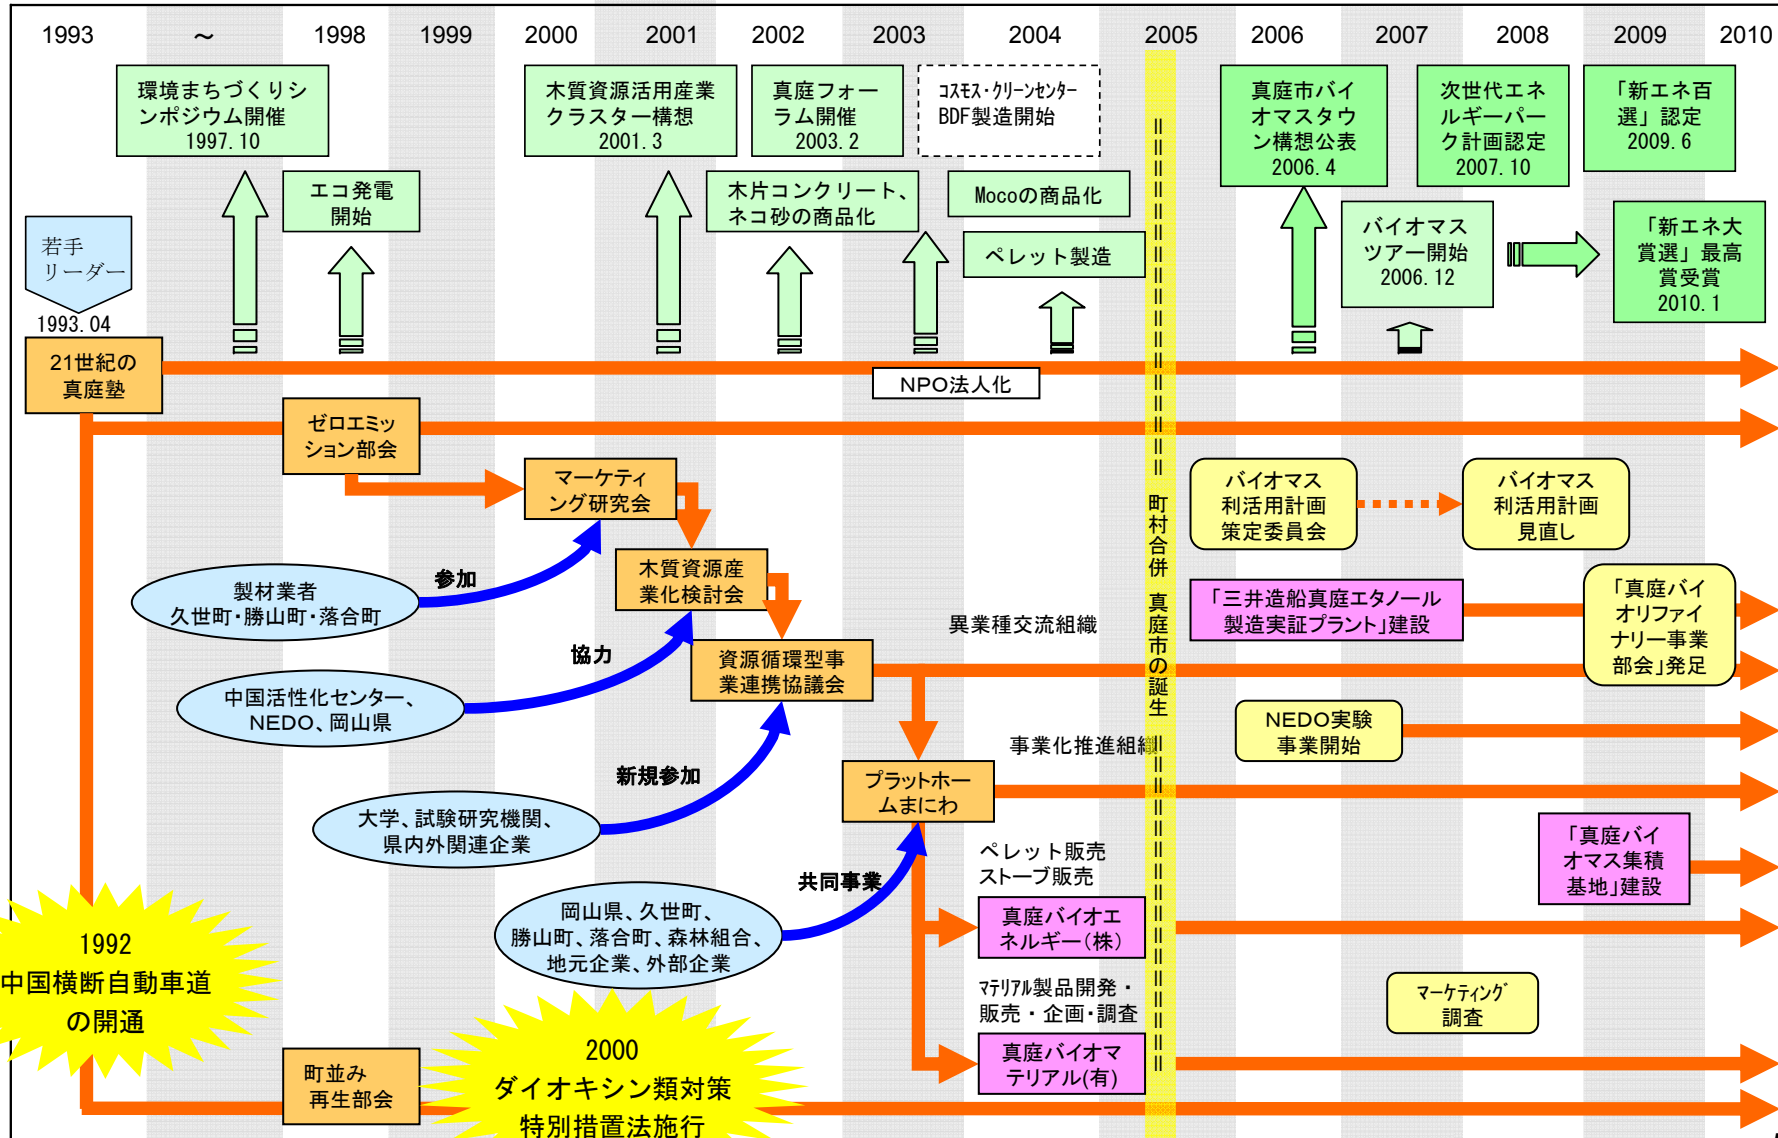 1993 ～ 1998 1999 2000 2001 2002 2003 2004 2005 2006 2007 2008 2009 2010
環境まちづくりシ
ンポジウム開催
1997.10
木質資源活用産業
クラスター構想
2001.3
真庭フォー
ラム開催
2003.2
コスモス・クリーンセンター
BDF製造開始
真庭市バイ
オマスタウ
ン構想公表
2006.4
次世代エネ
ルギーパー
ク計画認定
2007.10
「新エネ百
選」認定
2009.6
エコ発電
開始
木片コンクリート、
ネコ砂の商品化
Mocoの商品化
ペレット製造
バイオマス
ツアー開始
2006.12
「新エネ大
賞選」最高
賞受賞
2010.1
若手
リーダー
1993.04
21世紀の
真庭塾
NPO法人化
ゼロエミッ
ション部会
マーケティ
ング研究会
木質資源産
業化検討会
資源循環型事
業連携協議会
プラットホー
ムまにわ
製材業者
久世町・勝山町・落合町
参加
中国活性化センター、
NEDO、岡山県
協力
大学、試験研究機関、
県内外関連企業
新規参加
岡山県、久世町、
勝山町、落合町、森林組合、
地元企業、外部企業
共同事業
異業種交流組織
事業化推進組織
町村合併 真庭市の誕生
バイオマス
利活用計画
策定委員会
バイオマス
利活用計画
見直し
「三井造船真庭エタノール
製造実証プラント」建設
「真庭バイ
オリファイ
ナリー事業
部会」発足
NEDO実験
事業開始
「真庭バイ
オマス集積
基地」建設
ペレット販売
ストーブ販売
真庭バイオエ
ネルギー(株)
マテリアル製品開発・
販売・企画・調査
真庭バイオマ
テリアル(有)
マーケティング
調査
1992
中国横断自動車道
の開通
町並み
再生部会
2000
ダイオキシン類対策
特別措置法施行